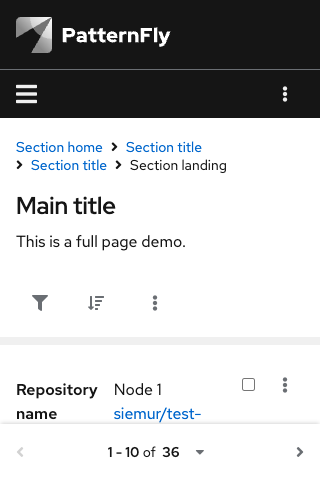 PatternFly
Section home > Section title
> Section title > Section landing
Main title
This is a full page demo.
Repository name
Node 1
siemur/test-
1 - 10 of 36